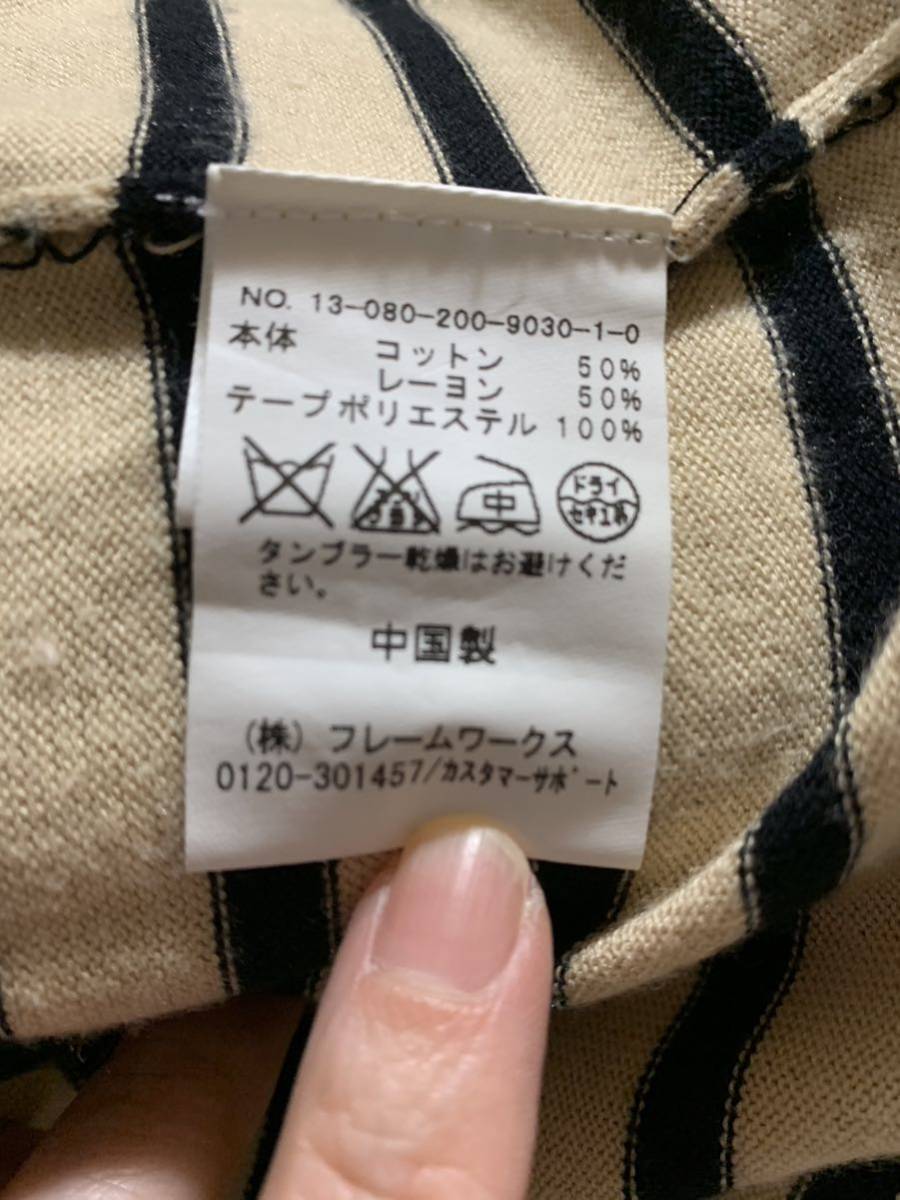 NO. 13-080-200-9030-1-0
本体 コットン 50%
レーヨン 50%
テープポリエステル 100%
中
ドライ
セキユ系
タンブラー乾燥はお避けくだ
さい。
中国製
(株)フレームワークス
0120-301457/カスタマーサポート